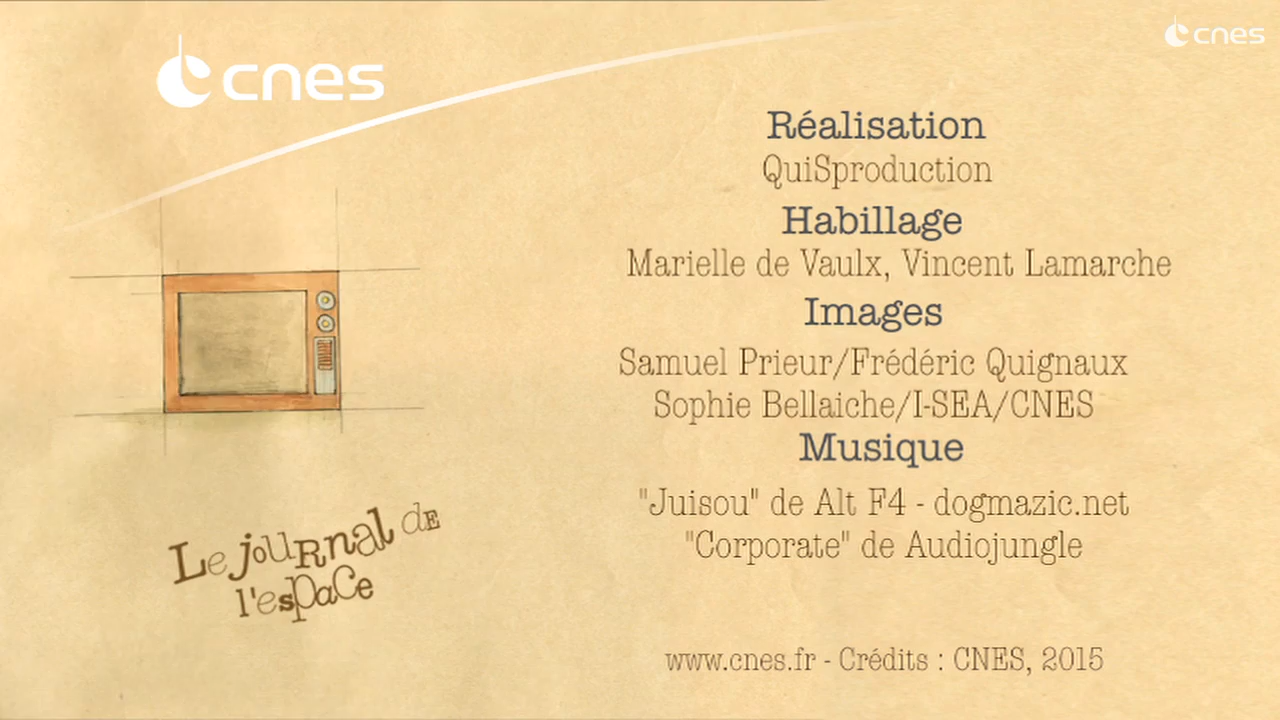 cnes
cnes
Réalisation
QuiSproduction
Habillage
Marielle de Vaulx, Vincent Lamarche
Images
Samuel Prieur/Frédéric Quignaux
Sophie Bellaiche/I-SEA/CNES
Musique
"Juisou" de Alt F4 - dogmazic.net
"Corporate" de Audiojungle
Le joURnal dE
l'espaCe
www.cnes.fr - Crédits : CNES, 2015